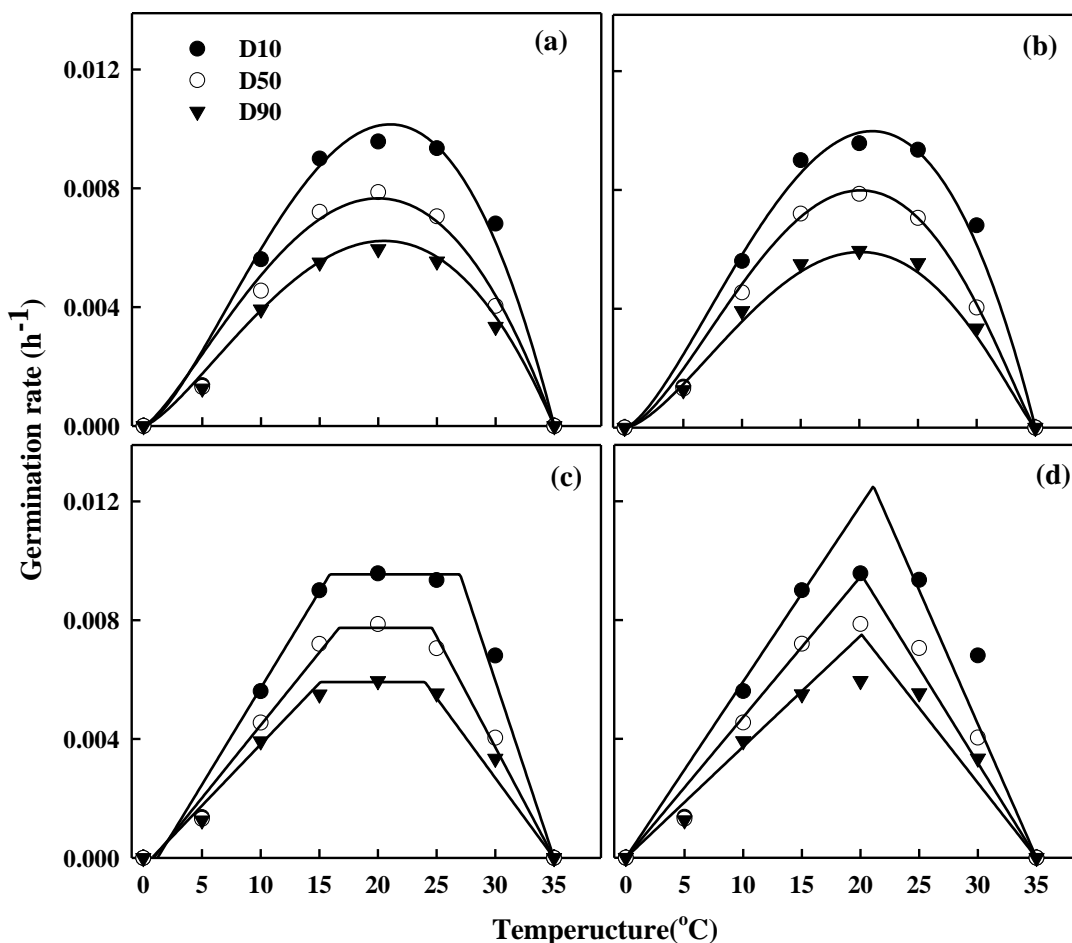 (a)
(b)
D10
D50
D90
0.012
0.008
0.004
0.000
(c)
(d)
0.012
0.008
0.004
0.000
0 5 10 15 20 25 30 35
0 5 10 15 20 25 30 35
Germination rate (h-1)
Temperucture(oC)